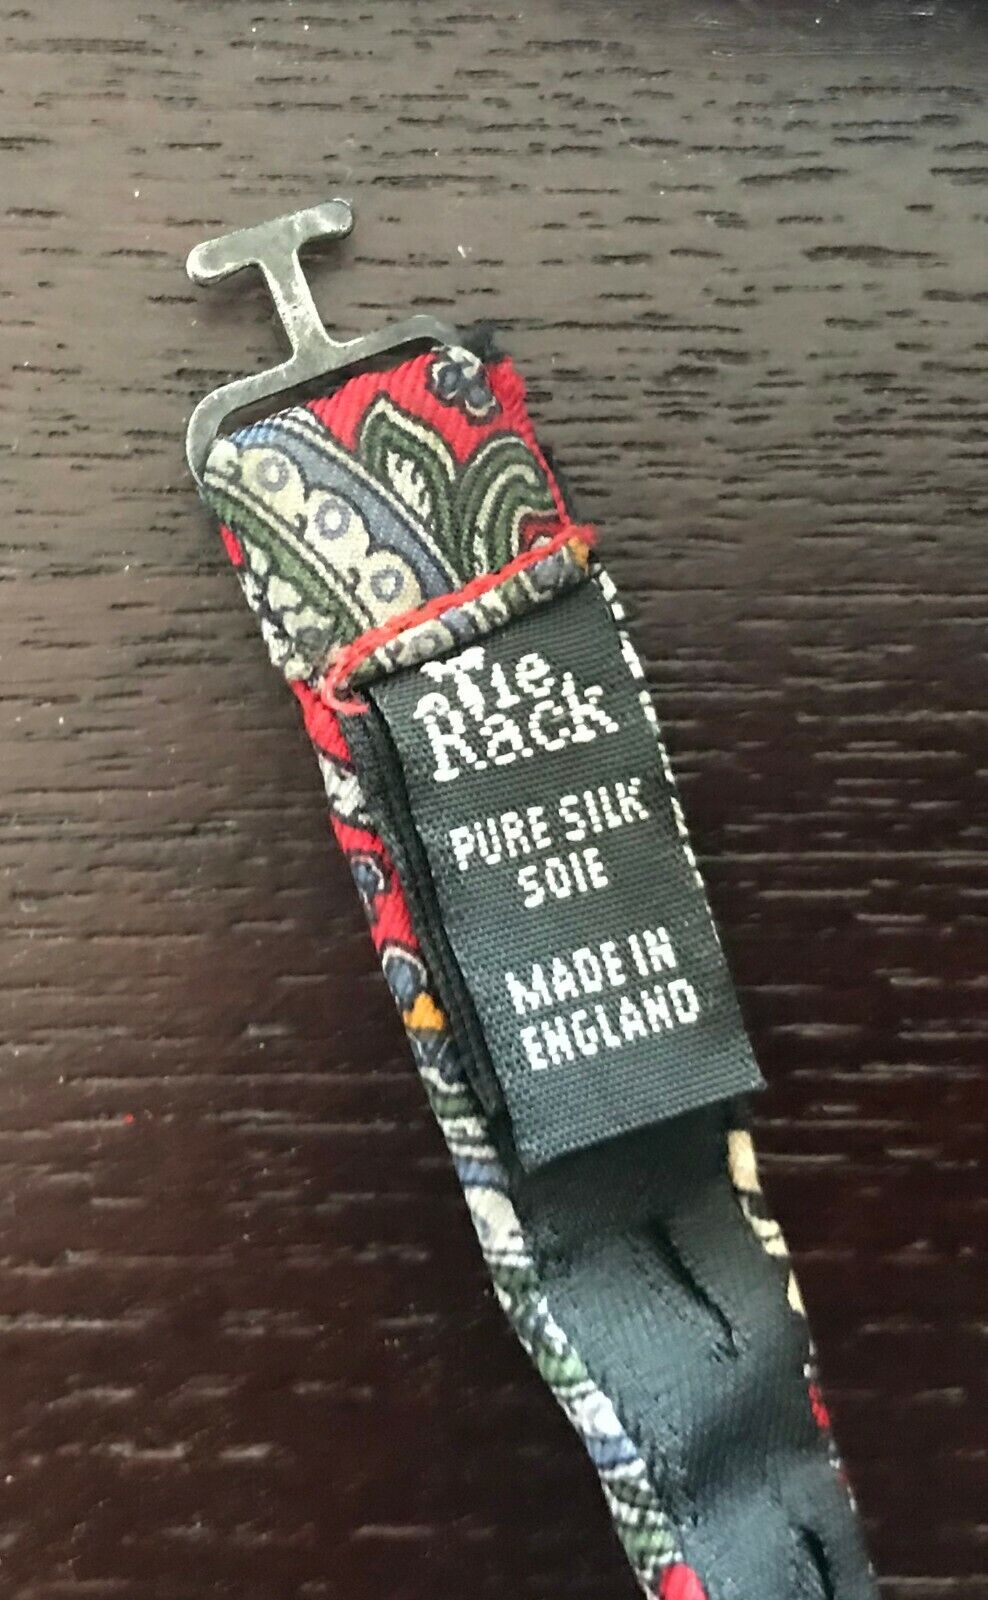 Tie
Rack
PURE SILK
SOIE
MADE IN
ENGLAND